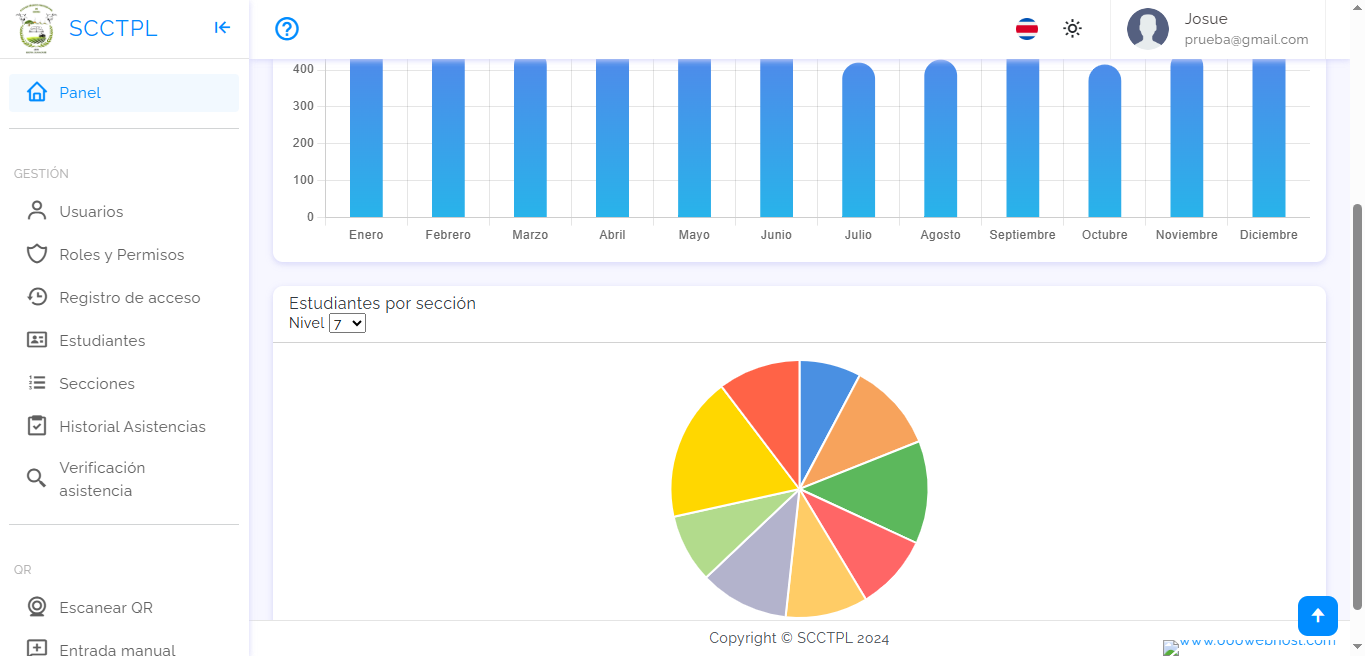 SCCTPL
Josue
prueba@gmail.com
Panel
GESTIÓN
Usuarios
Roles y Permisos
Registro de acceso
Estudiantes
Secciones
Historial Asistencias
Verificación
asistencia
QR
Escanear QR
Entrada manual
400
300
200
100
0
Enero Febrero Marzo Abril Mayo Junio Julio Agosto Septiembre Octubre Noviembre Diciembre
Estudiantes por sección
Nivel 7
Copyright © SCCTPL 2024
www.000webhost.com